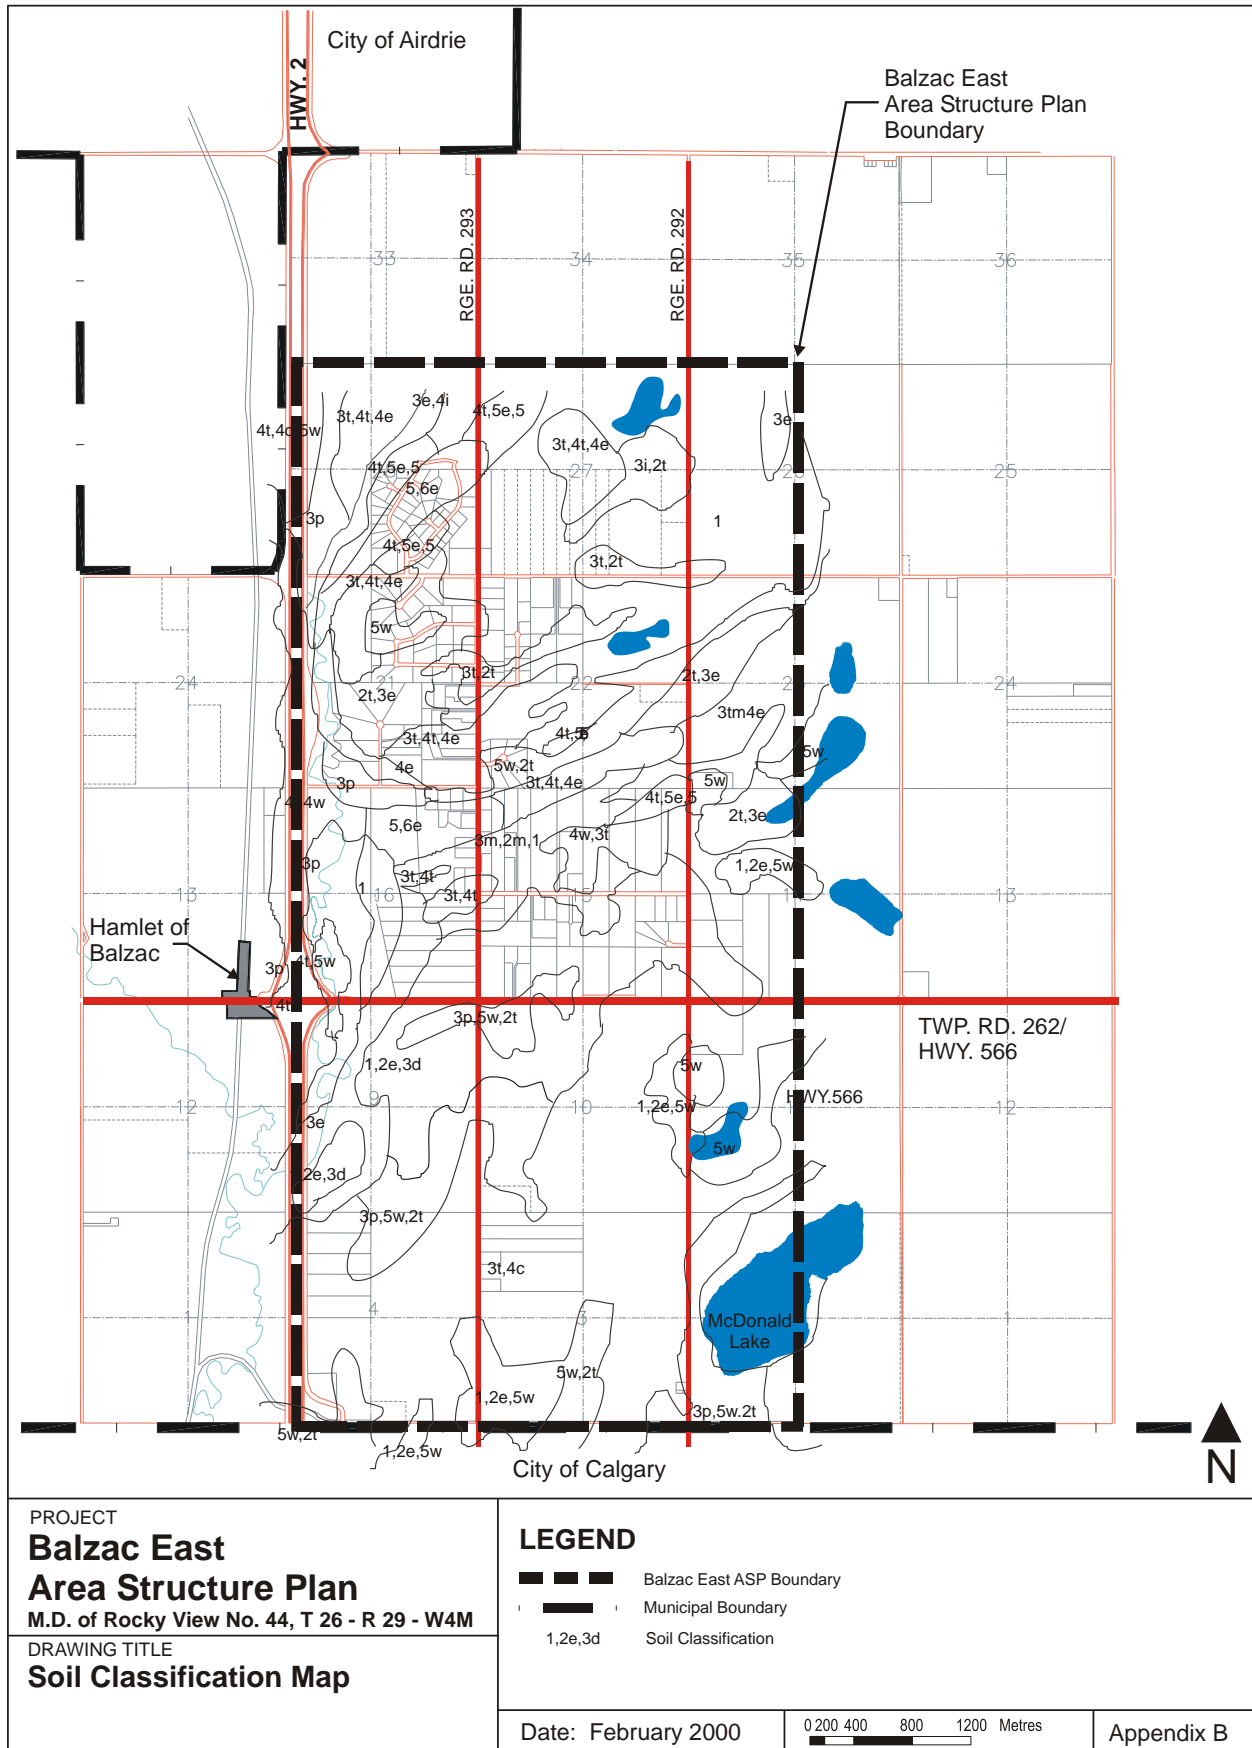 City of Airdrie
HWY. 2
Balzac East
Area Structure Plan
Boundary
RGE. RD. 293
RGE. RD. 292
33
34
35
36
3e,4i
3t,4t,4e
4t,5e,5
3e
3t,4t,4e
4t,5e,5
27
3i,2t
25
5,6e
3p
1
4t,5e,5
3t,2t
3t,4t,4e
5w
3t,2t
2t,3e
24
21
22
24
2t,3e
3tm4e
3t,4t,4e
5w
4e
5w,2t
3t,4t,4e
5w
3p
4t,5e,5
2t,3e
5,6e
4w,3t
3m,2m,1
3p
1,2e,5w
3t,4t
1
13
16
3t,4t
15
13
Hamlet of
Balzac
3p
4t,5w
4t
3p,5w,2t
TWP. RD. 262/
HWY. 566
1,2e,3d
5w
HWY.566
12
9
10
1,2e,5w
12
3e
5w
2e,3d
3p,5w,2t
3t,4c
1
4
3
McDonald
Lake
1
5w,2t
1,2e,5w
3p,5w.2t
5w,2t
1,2e,5w
City of Calgary
N
PROJECT
Balzac East
Area Structure Plan
M.D. of Rocky View No. 44, T 26 - R 29 - W4M
DRAWING TITLE
Soil Classification Map
LEGEND
Balzac East ASP Boundary
Municipal Boundary
1,2e,3d Soil Classification
Date: February 2000
0 200 400 800 1200 Metres
Appendix B